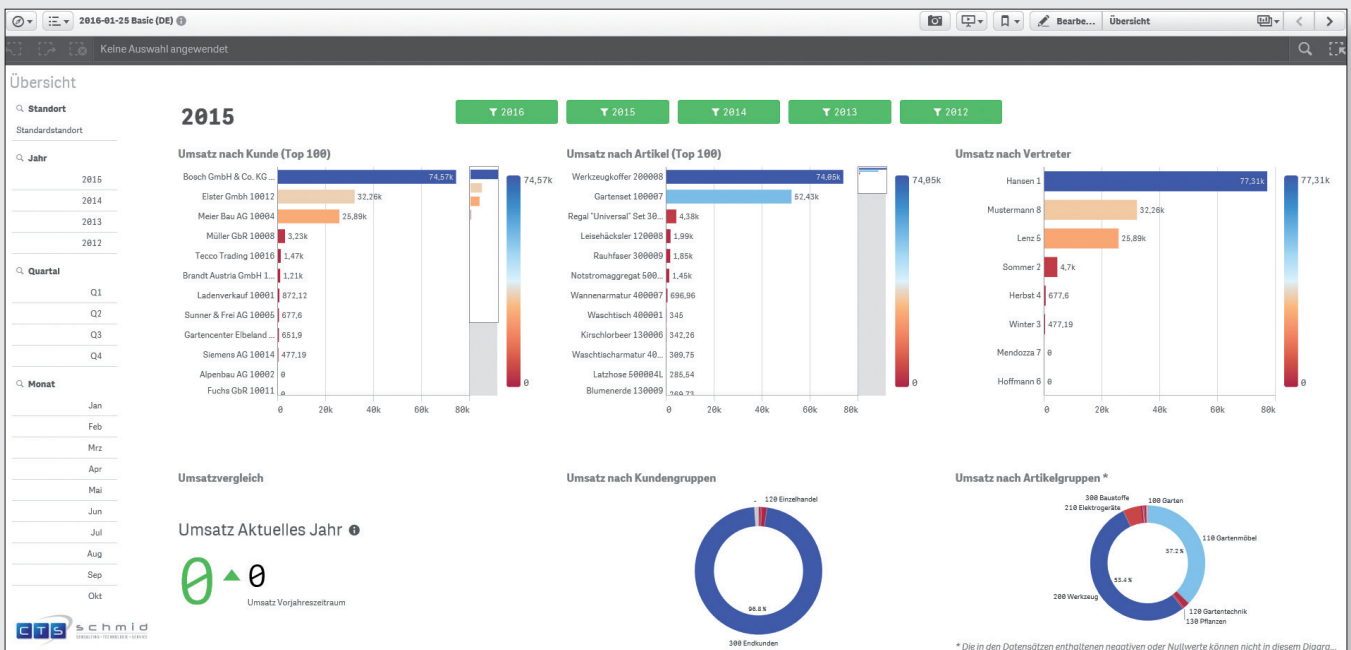 2016-01-25 Basic (DE)
Bearbe...
Übersicht
Keine Auswahl angewendet
Übersicht
Standort
Standardstandort
Jahr
2015
2014
2013
2012
Quartal
Q1
Q2
Q3
Q4
Monat
Jan
Feb
Mrz
Apr
Mai
Jun
Jul
Aug
Sep
Okt
CTS schmid
2015
2016
2015
2014
2013
2012
Umsatz nach Kunde (Top 100)
Bosch GmbH & Co. KG ... 74,57k
Elster Gmbh 10012 32,26k
Meier Bau AG 10004 25,89k
Müller GbR 10008 3,23k
Tecco Trading 10016 1,47k
Brandt Austria GmbH 1... 1,21k
Ladenverkauf 10001 872,12
Sunner & Frei AG 10005 677,6
Gartencenter Elbeland ... 651,9
Siemens AG 10014 477,19
Alpenbau AG 10002 0
Fuchs GbR 10011 0
0 20k 40k 60k 80k
74,57k
0
Umsatz nach Artikel (Top 100)
Werkzeugkoffer 200008 74,05k
Gartenset 100007 52,43k
Regal "Universal" Set 30... 4,38k
Leisehäcksler 120008 1,99k
Rauhfaser 300009 1,85k
Notstromaggregat 500... 1,45k
Wannenarmatur 400007 696,96
Waschtisch 400001 345
Kirschlorbeer 130006 342,26
Waschtischarmatur 40... 309,75
Latzhose 500004L 285,54
Blumenerde 130009 269,73
0 20k 40k 60k 80k
74,05k
0
Umsatz nach Vertreter
Hansen 1 77,31k
Mustermann 8 32,26k
Lenz 5 25,89k
Sommer 2 4,7k
Herbst 4 677,6
Winter 3 477,19
Mendozza 7 0
Hoffmann 6 0
0 20k 40k 60k 80k
77,31k
0
Umsatzvergleich
Umsatz Aktuelles Jahr
0 0
Umsatz Vorjahreszeitraum
Umsatz nach Kundengruppen
120 Einzelhandel
96.8 %
300 Endkunden
Umsatz nach Artikelgruppen *
300 Baustoffe
100 Garten
210 Elektrogeräte
110 Gartenmöbel
37.2 %
53.4 %
200 Werkzeug
120 Gartentechnik
130 Pflanzen
* Die in den Datensätzen enthaltenen negativen oder Nullwerte können nicht in diesem Diagra...